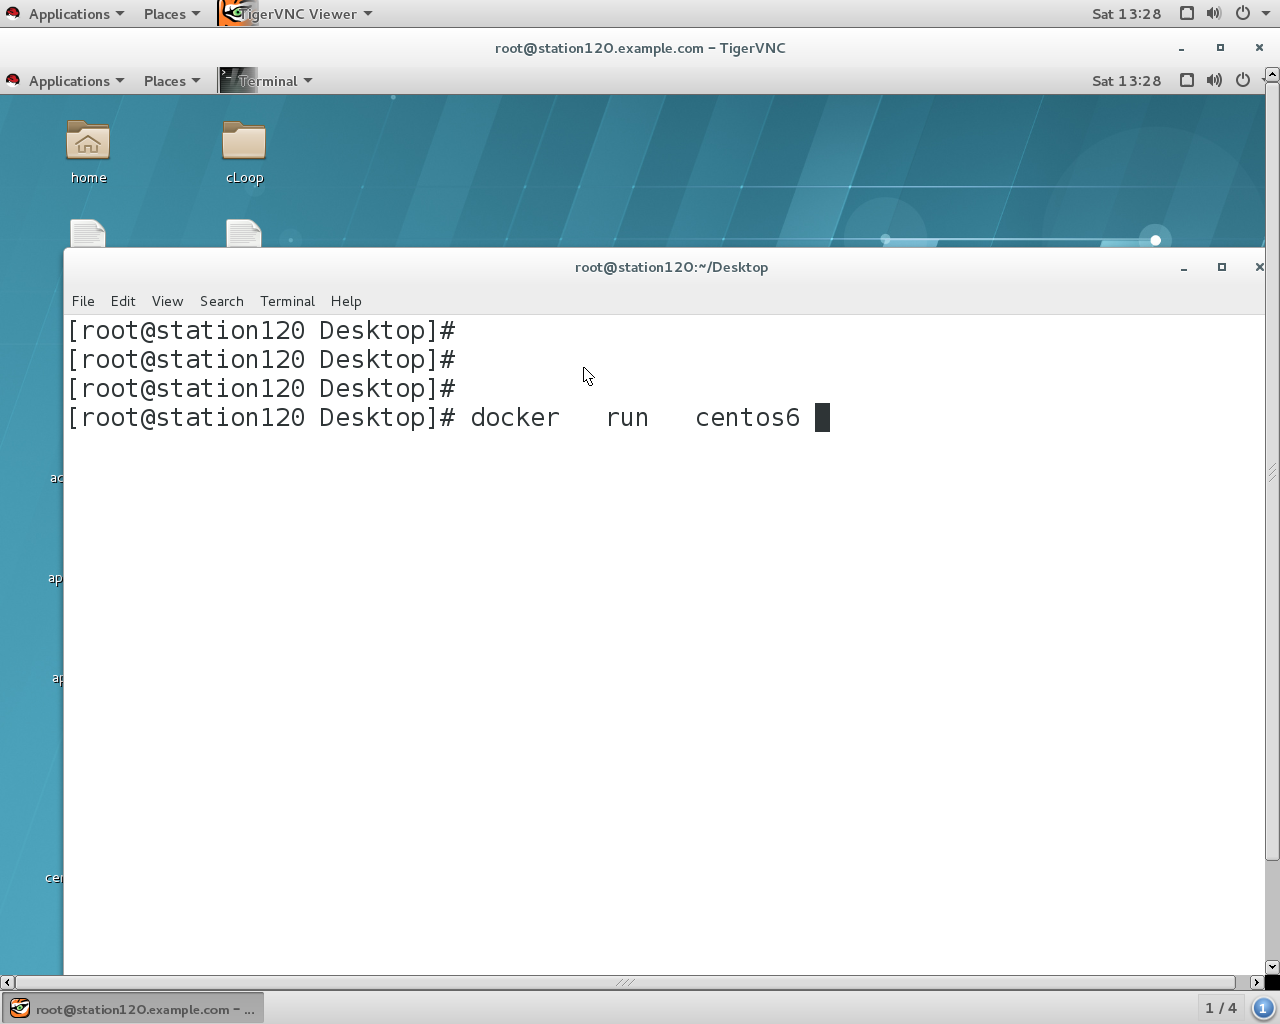 Applications Places TigerVNC Viewer Sat 13:28
root@station120.example.com - TigerVNC
Applications Places Terminal Sat 13:28
home cLoop
root@station120:~/Desktop
File Edit View Search Terminal Help
[root@station120 Desktop]#
[root@station120 Desktop]#
[root@station120 Desktop]#
[root@station120 Desktop]# docker   run   centos6
ac
ap
ap
cer
root@station120.example.com - ... 1 / 4 1